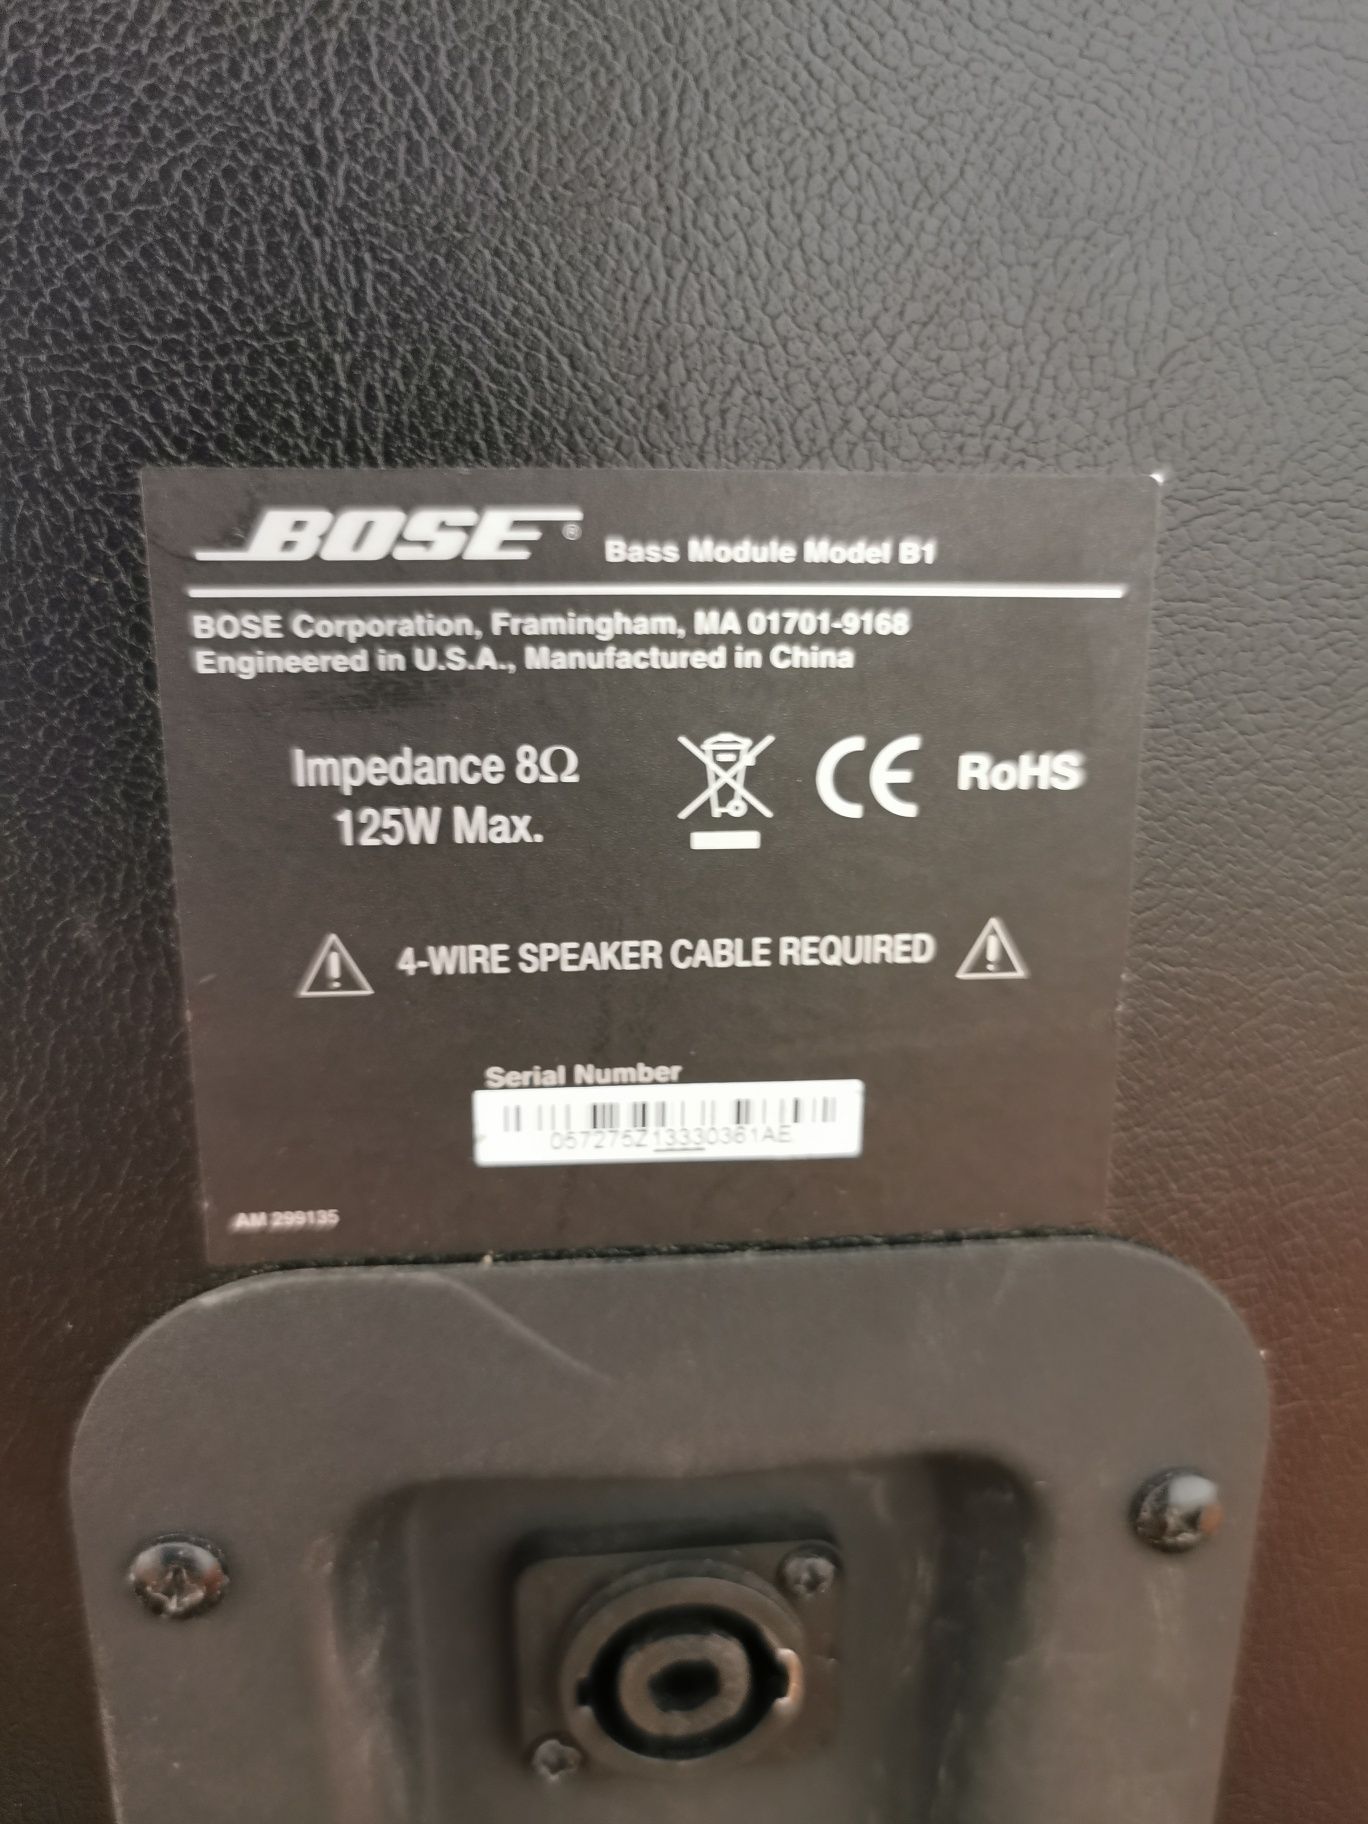 BOSE® Bass Module Model B1
BOSE Corporation, Framingham, MA 01701-9168
Engineered in U.S.A., Manufactured in China
Impedance 8Ω
125W Max.
CE RoHS
4-WIRE SPEAKER CABLE REQUIRED
Serial Number
057275Z13330361AE
AM 299135